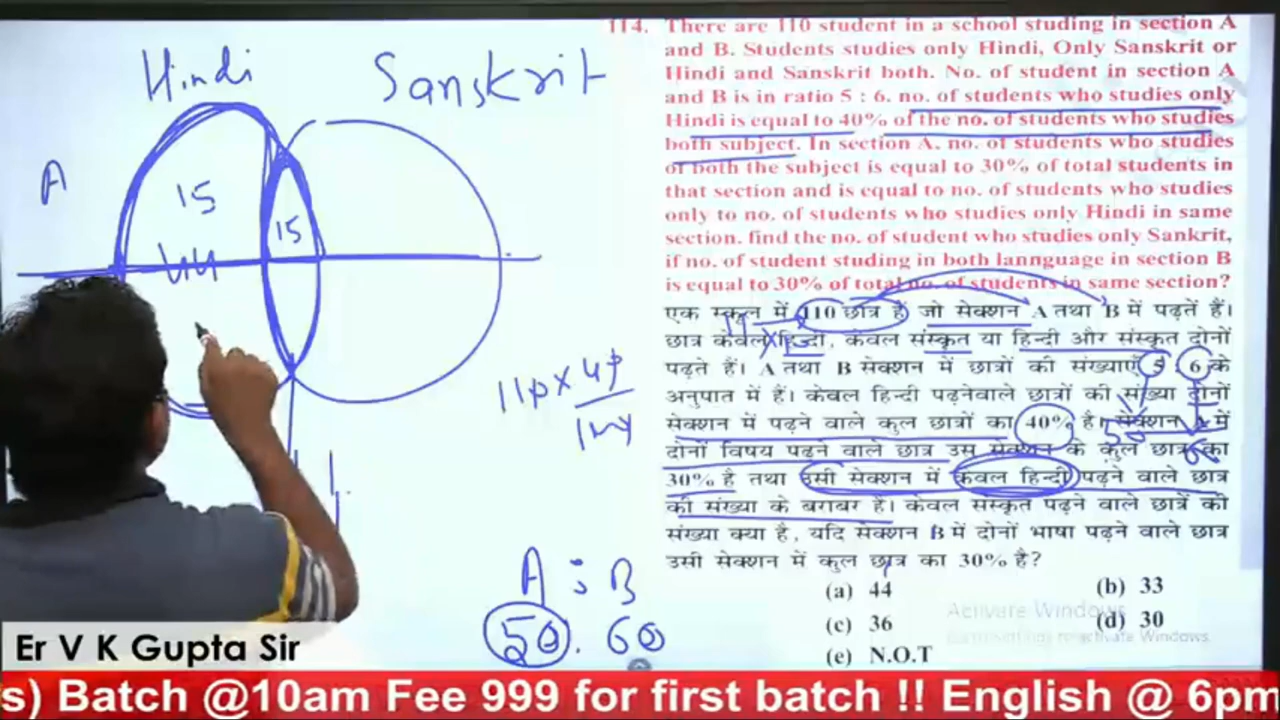 Hindi Sanskrit
A
15
15
44
11p x 4p
A : B
50. 60
114. There are 110 student in a school studing in section A
and B. Students studies only Hindi, Only Sanskrit or
Hindi and Sanskrit both. No. of student in section A
and B is in ratio 5 : 6. no. of students who studies only
Hindi is equal to 40% of the no. of students who studies
both subject. In section A. no. of students who studies
of both the subject is equal to 30% of total students in
that section and is equal to no. of students who studies
only to no. of students who studies only Hindi in same
section. find the no. of student who studies only Sankrit,
if no. of student studing in both lannguage in section B
is equal to 30% of total no. of students in same section?
एक स्कूल में 110 छात्र हैं जो सेक्शन A तथा B में पढ़ते हैं।
छात्र केवल हिन्दी, केवल संस्कृत या हिन्दी और संस्कृत दोनों
पढ़ते हैं। A तथा B सेक्शन में छात्रों की संख्याएँ 5 6 के
अनुपात में हैं। केवल हिन्दी पढ़नेवाले छात्रों की संख्या दोनों
सेक्शन में पढ़ने वाले कुल छात्रों का 40% है। सेक्शन A में
दोनों विषय पढ़ने वाले छात्र उस सेक्शन के कुल छात्र का
30% है तथा उसी सेक्शन में केवल हिन्दी पढ़ने वाले छात्र
की संख्या के बराबर है। केवल संस्कृत पढ़ने वाले छात्रों की
संख्या क्या है, यदि सेक्शन B में दोनों भाषा पढ़ने वाले छात्र
उसी सेक्शन में कुल छात्र का 30% है?
(a) 44 (b) 33
(c) 36 (d) 30
(e) N.O.T
50
60
Activate Windows
Er V K Gupta Sir
s) Batch @10am Fee 999 for first batch !! English @ 6pm